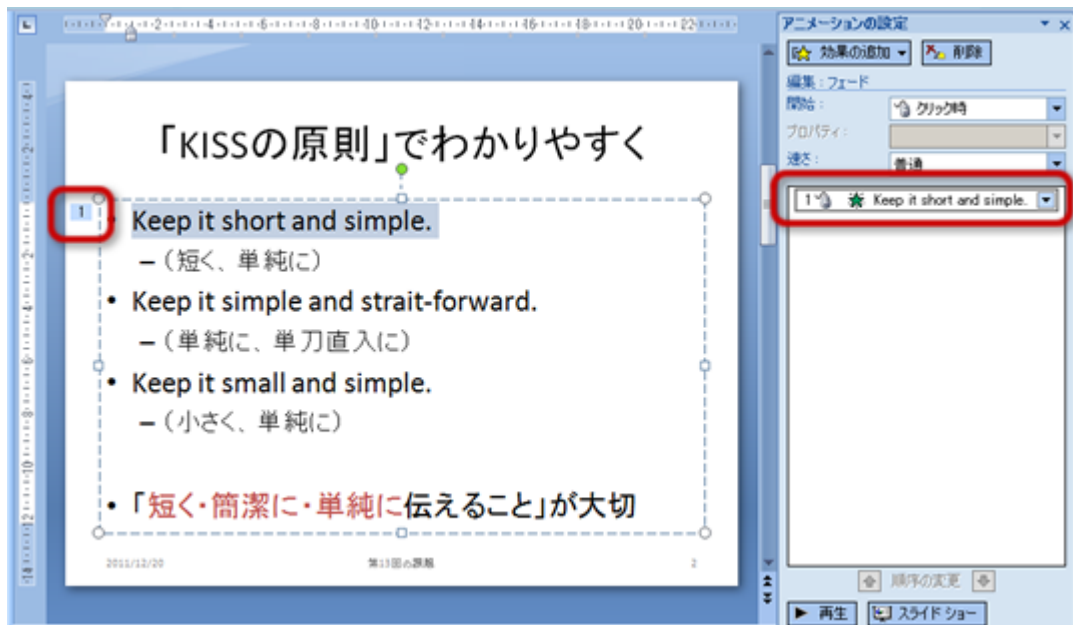 アニメーションの設定
効果の追加
削除
編集：フェード
開始：
クリック時
プロパティ：
速さ：
普通
1 Keep it short and simple.
「KISSの原則」でわかりやすく
1
• Keep it short and simple.
– （短く、単純に）
• Keep it simple and strait-forward.
– （単純に、単刀直入に）
• Keep it small and simple.
– （小さく、単純に）
• 「短く・簡潔に・単純に伝えること」が大切
2011/12/20
第13回の課題
2
順序の変更
再生
スライド ショー